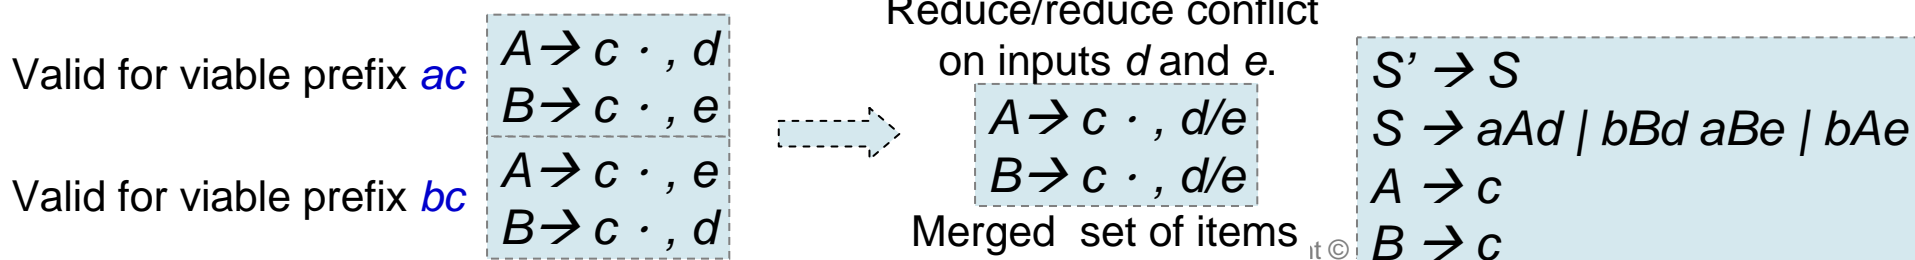 Valid for viable prefix ac
A→ c · , d
B→ c · , e
Valid for viable prefix bc
A→ c · , e
B→ c · , d
Reduce/reduce conflict
on inputs d and e.
A→ c · , d/e
B→ c · , d/e
Merged set of items
S’ → S
S → aAd | bBd aBe | bAe
A → c
B → c